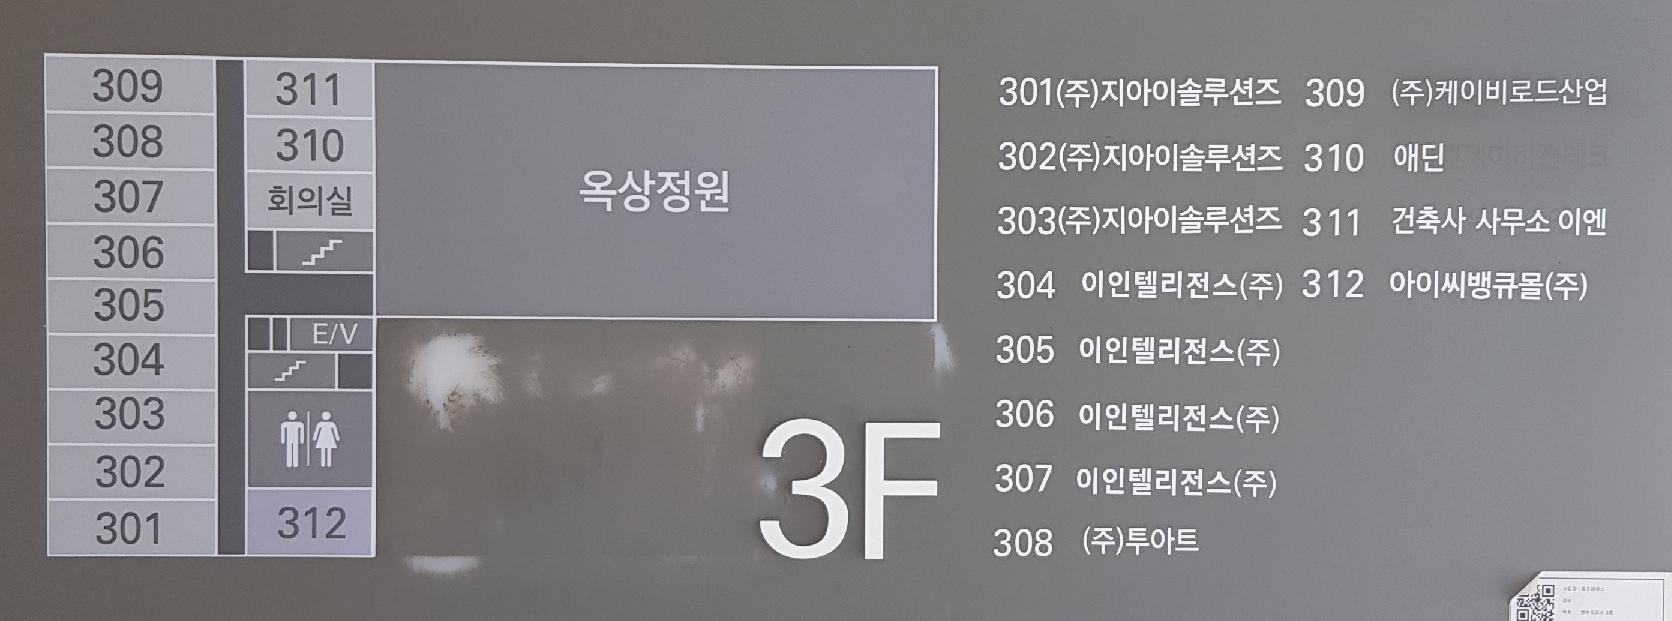 309
308
307
306
305
304
303
302
301
311
310
회의실
E/V
312
옥상정원
3F
301(주)지아이솔루션즈
302(주)지아이솔루션즈
303(주)지아이솔루션즈
304 이인텔리전스(주)
305 이인텔리전스(주)
306 이인텔리전스(주)
307 이인텔리전스(주)
308 (주)투아트
309 (주)케이비로드산업
310 애딘
311 건축사 사무소 이엔
312 아이씨뱅큐몰(주)